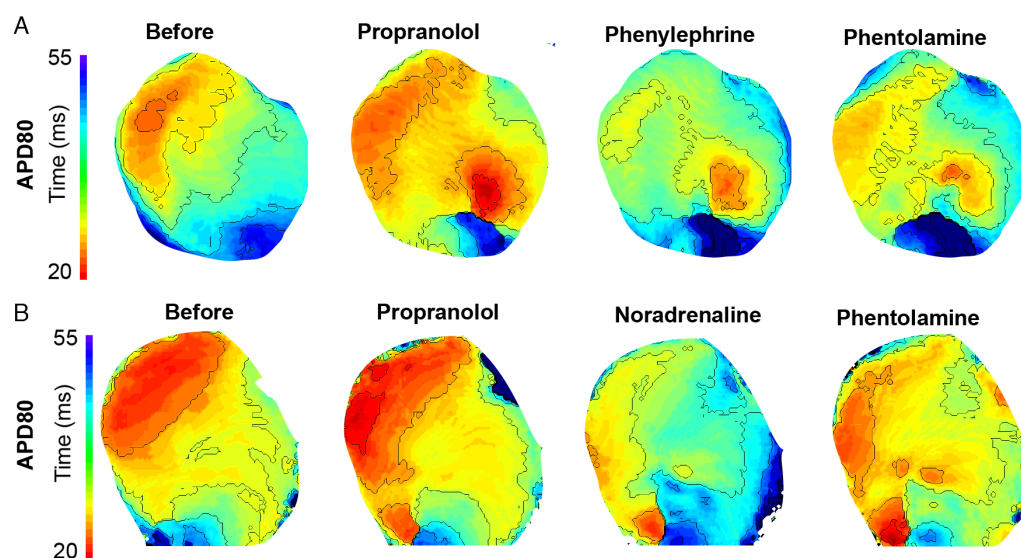 A
Before
Propranolol
Phenylephrine
Phentolamine
55
APD80
Time (ms)
20
B
Before
Propranolol
Noradrenaline
Phentolamine
55
APD80
Time (ms)
20